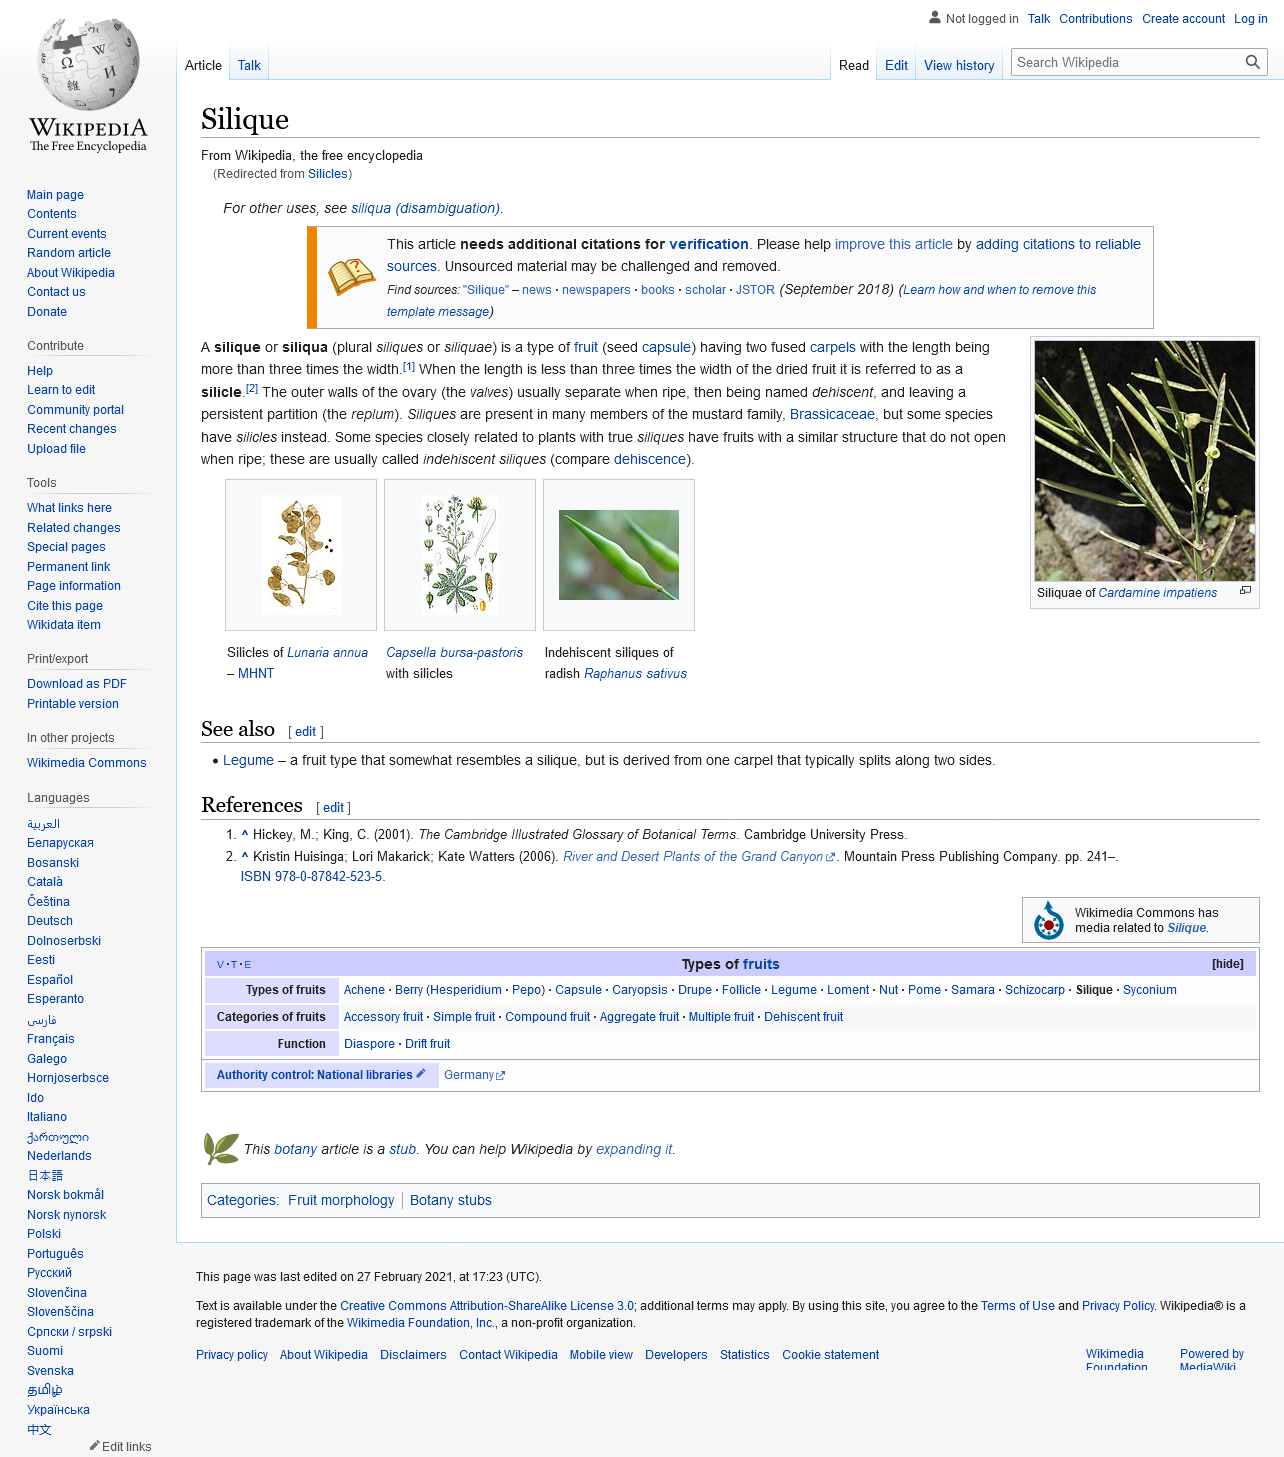 Not logged in Talk Contributions Create account Log in
Article Talk Read Edit View history Search Wikipedia
WIKIPEDIA
The Free Encyclopedia
Main page
Contents
Current events
Random article
About Wikipedia
Contact us
Donate
Contribute
Help
Learn to edit
Community portal
Recent changes
Upload file
Tools
What links here
Related changes
Special pages
Permanent link
Page information
Cite this page
Wikidata item
Print/export
Download as PDF
Printable version
In other projects
Wikimedia Commons
Languages
العربية
Беларуская
Bosanski
Català
Čeština
Deutsch
Dolnoserbski
Eesti
Español
Esperanto
فارسی
Français
Galego
Hornjoserbsce
Ido
Italiano
ქართული
Nederlands
日本語
Norsk bokmål
Norsk nynorsk
Polski
Português
Русский
Slovenčina
Slovenščina
Српски / srpski
Suomi
Svenska
தமிழ்
Українська
中文
Edit links
Silique
From Wikipedia, the free encyclopedia
(Redirected from Silicles)
For other uses, see siliqua (disambiguation).
This article needs additional citations for verification. Please help improve this article by adding citations to reliable
sources. Unsourced material may be challenged and removed.
Find sources: "Silique" – news · newspapers · books · scholar · JSTOR (September 2018) (Learn how and when to remove this
template message)
A silique or siliqua (plural siliques or siliquae) is a type of fruit (seed capsule) having two fused carpels with the length being
more than three times the width.[1] When the length is less than three times the width of the dried fruit it is referred to as a
silicle.[2] The outer walls of the ovary (the valves) usually separate when ripe, then being named dehiscent, and leaving a
persistent partition (the replum). Siliques are present in many members of the mustard family, Brassicaceae, but some species
have silicles instead. Some species closely related to plants with true siliques have fruits with a similar structure that do not open
when ripe; these are usually called indehiscent siliques (compare dehiscence).
Siliquae of Cardamine impatiens
Silicles of Lunaria annua
– MHNT
Capsella bursa-pastoris
with silicles
Indehiscent siliques of
radish Raphanus sativus
See also [ edit ]
• Legume – a fruit type that somewhat resembles a silique, but is derived from one carpel that typically splits along two sides.
References [ edit ]
1. ^ Hickey, M.; King, C. (2001). The Cambridge Illustrated Glossary of Botanical Terms. Cambridge University Press.
2. ^ Kristin Huisinga; Lori Makarick; Kate Watters (2006). River and Desert Plants of the Grand Canyon. Mountain Press Publishing Company. pp. 241–.
ISBN 978-0-87842-523-5.
Wikimedia Commons has
media related to Silique.
V · T · E Types of fruits [hide]
Types of fruits Achene · Berry (Hesperidium · Pepo) · Capsule · Caryopsis · Drupe · Follicle · Legume · Loment · Nut · Pome · Samara · Schizocarp · Silique · Syconium
Categories of fruits Accessory fruit · Simple fruit · Compound fruit · Aggregate fruit · Multiple fruit · Dehiscent fruit
Function Diaspore · Drift fruit
Authority control: National libraries Germany
This botany article is a stub. You can help Wikipedia by expanding it.
Categories: Fruit morphology Botany stubs
This page was last edited on 27 February 2021, at 17:23 (UTC).
Text is available under the Creative Commons Attribution-ShareAlike License 3.0; additional terms may apply. By using this site, you agree to the Terms of Use and Privacy Policy. Wikipedia® is a
registered trademark of the Wikimedia Foundation, Inc., a non-profit organization.
Privacy policy About Wikipedia Disclaimers Contact Wikipedia Mobile view Developers Statistics Cookie statement
Wikimedia
Foundation
Powered by
MediaWiki